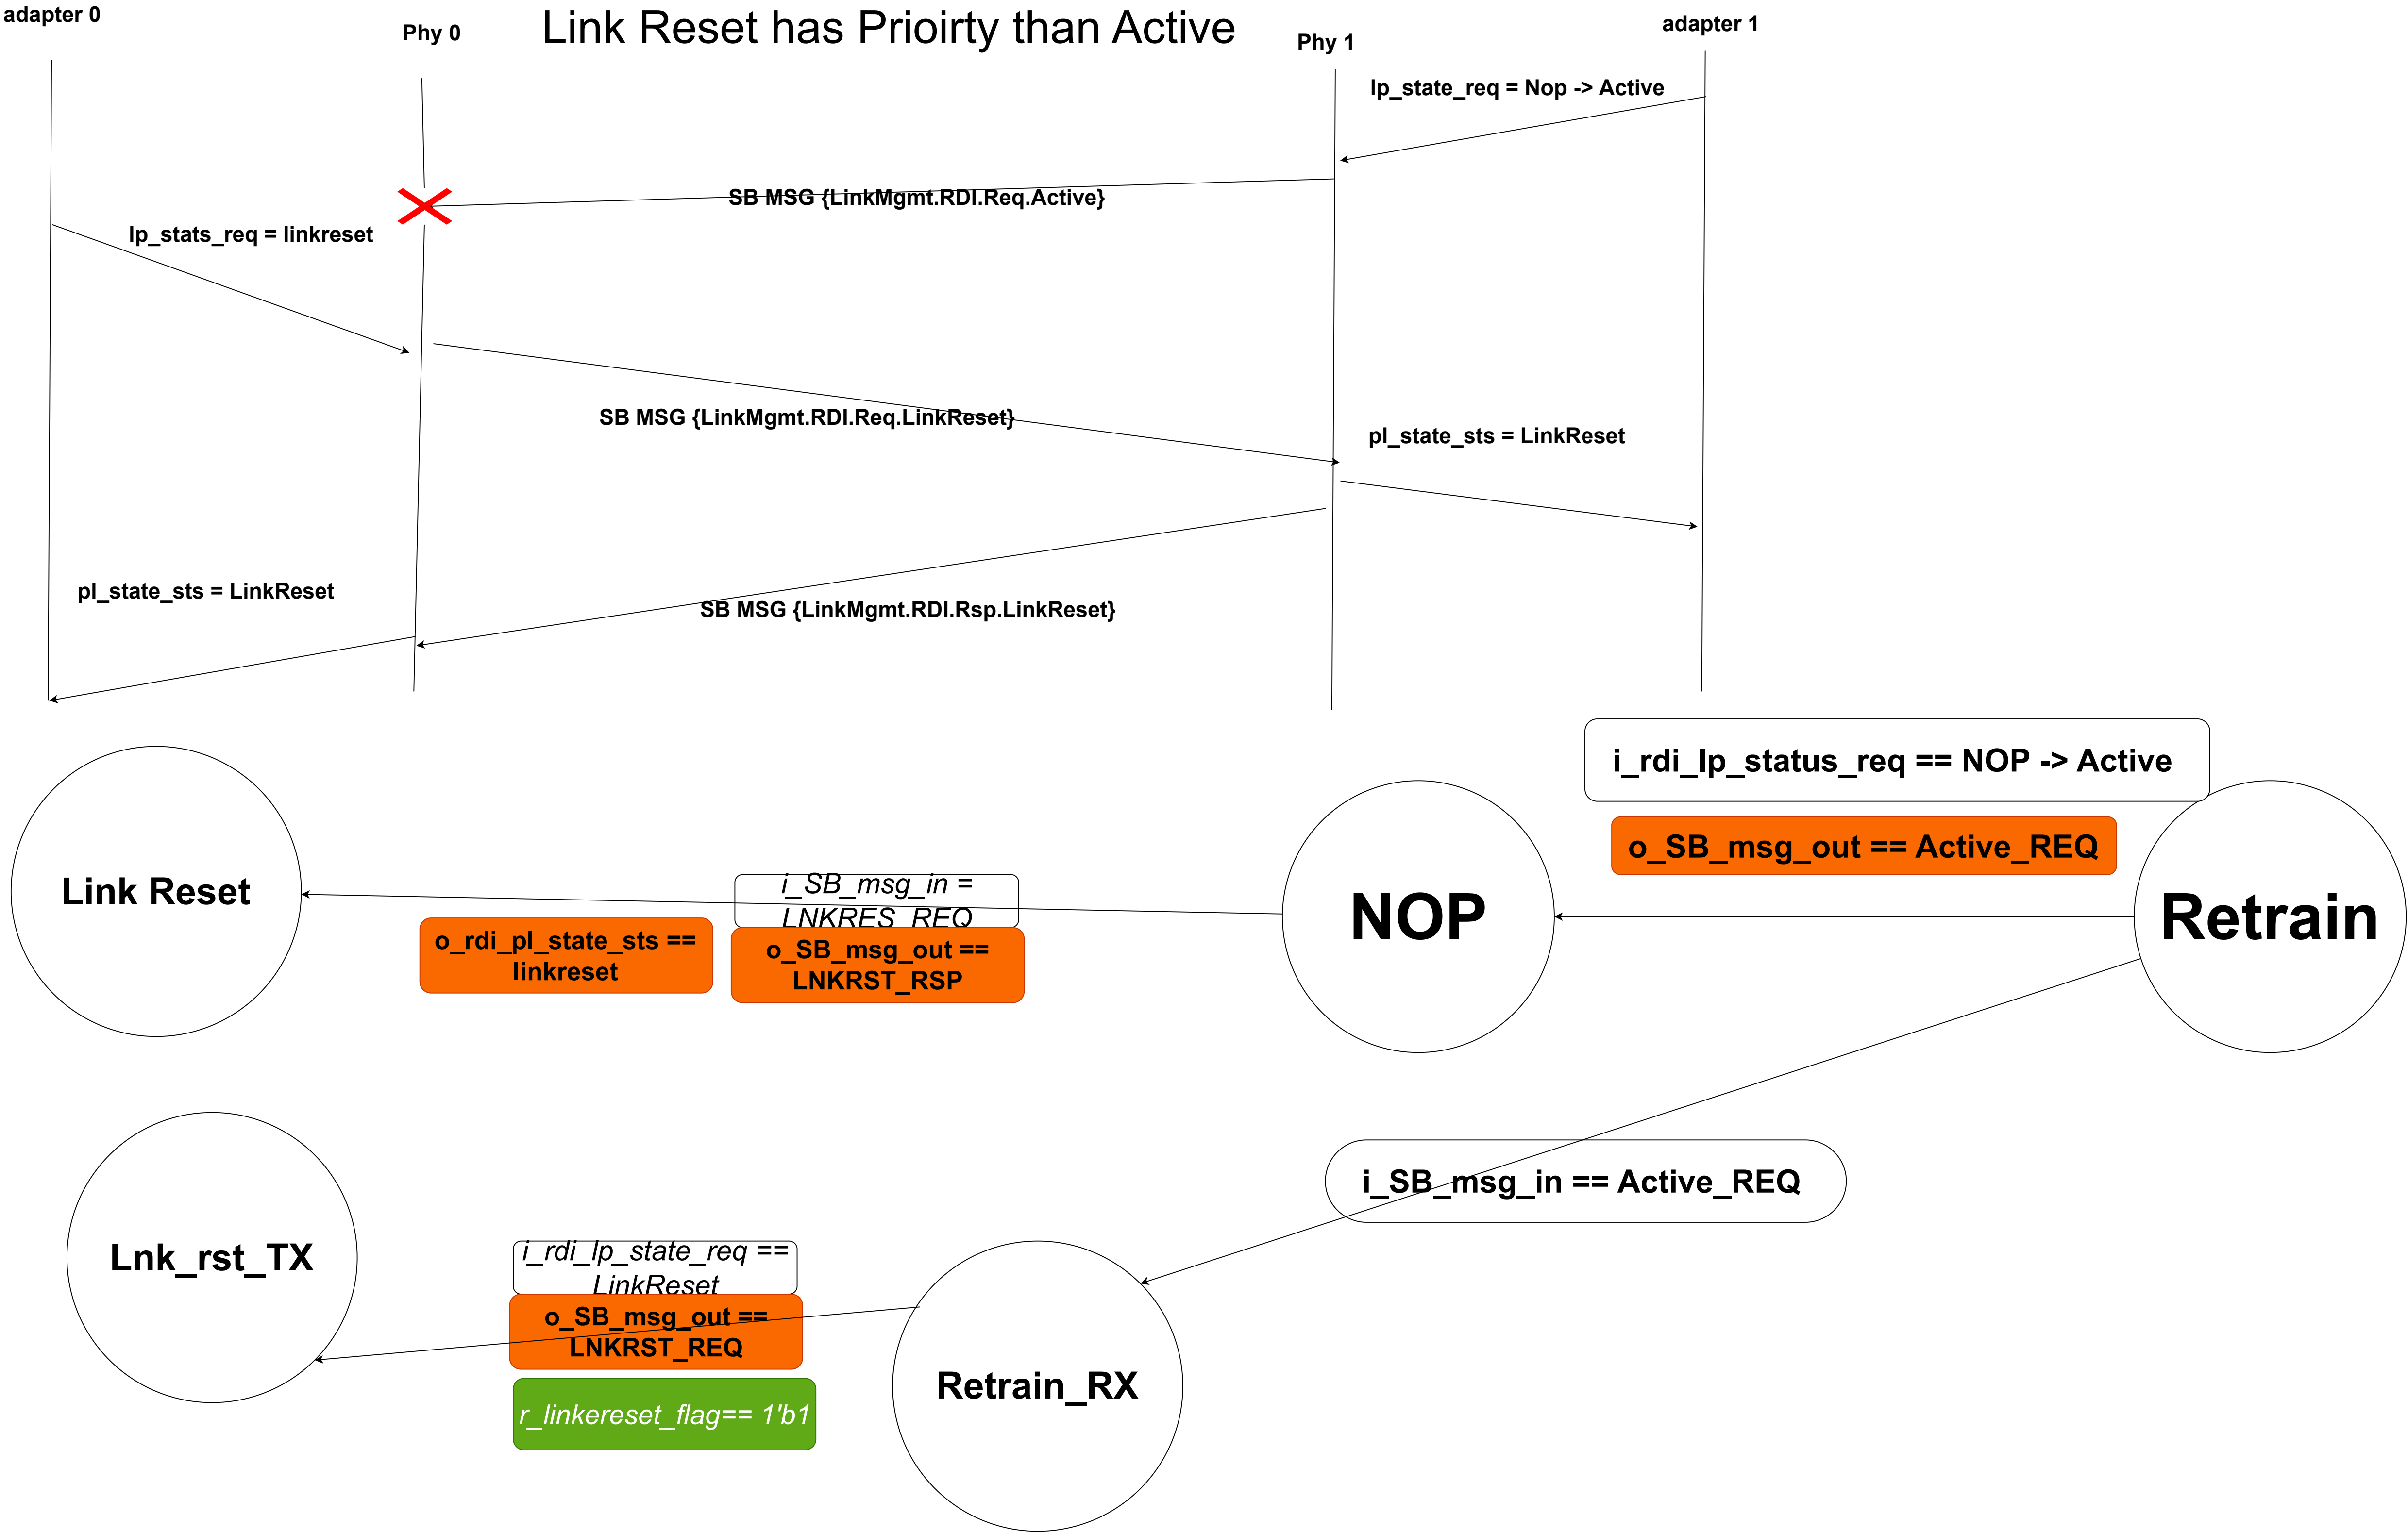 adapter 0
Phy 0
Link Reset has Prioirty than Active
Phy 1
adapter 1
lp_state_req = Nop -> Active
SB MSG {LinkMgmt.RDI.Req.Active}
lp_stats_req = linkreset
SB MSG {LinkMgmt.RDI.Req.LinkReset}
pl_state_sts = LinkReset
pl_state_sts = LinkReset
SB MSG {LinkMgmt.RDI.Rsp.LinkReset}
i_rdi_lp_status_req == NOP -> Active
o_SB_msg_out == Active_REQ
Link Reset
i_SB_msg_in =
LNKRES_REQ
o_rdi_pl_state_sts ==
linkreset
o_SB_msg_out ==
LNKRST_RSP
NOP
Retrain
i_SB_msg_in == Active_REQ
Lnk_rst_TX
i_rdi_lp_state_req ==
LinkReset
o_SB_msg_out ==
LNKRST_REQ
r_linkereset_flag== 1'b1
Retrain_RX